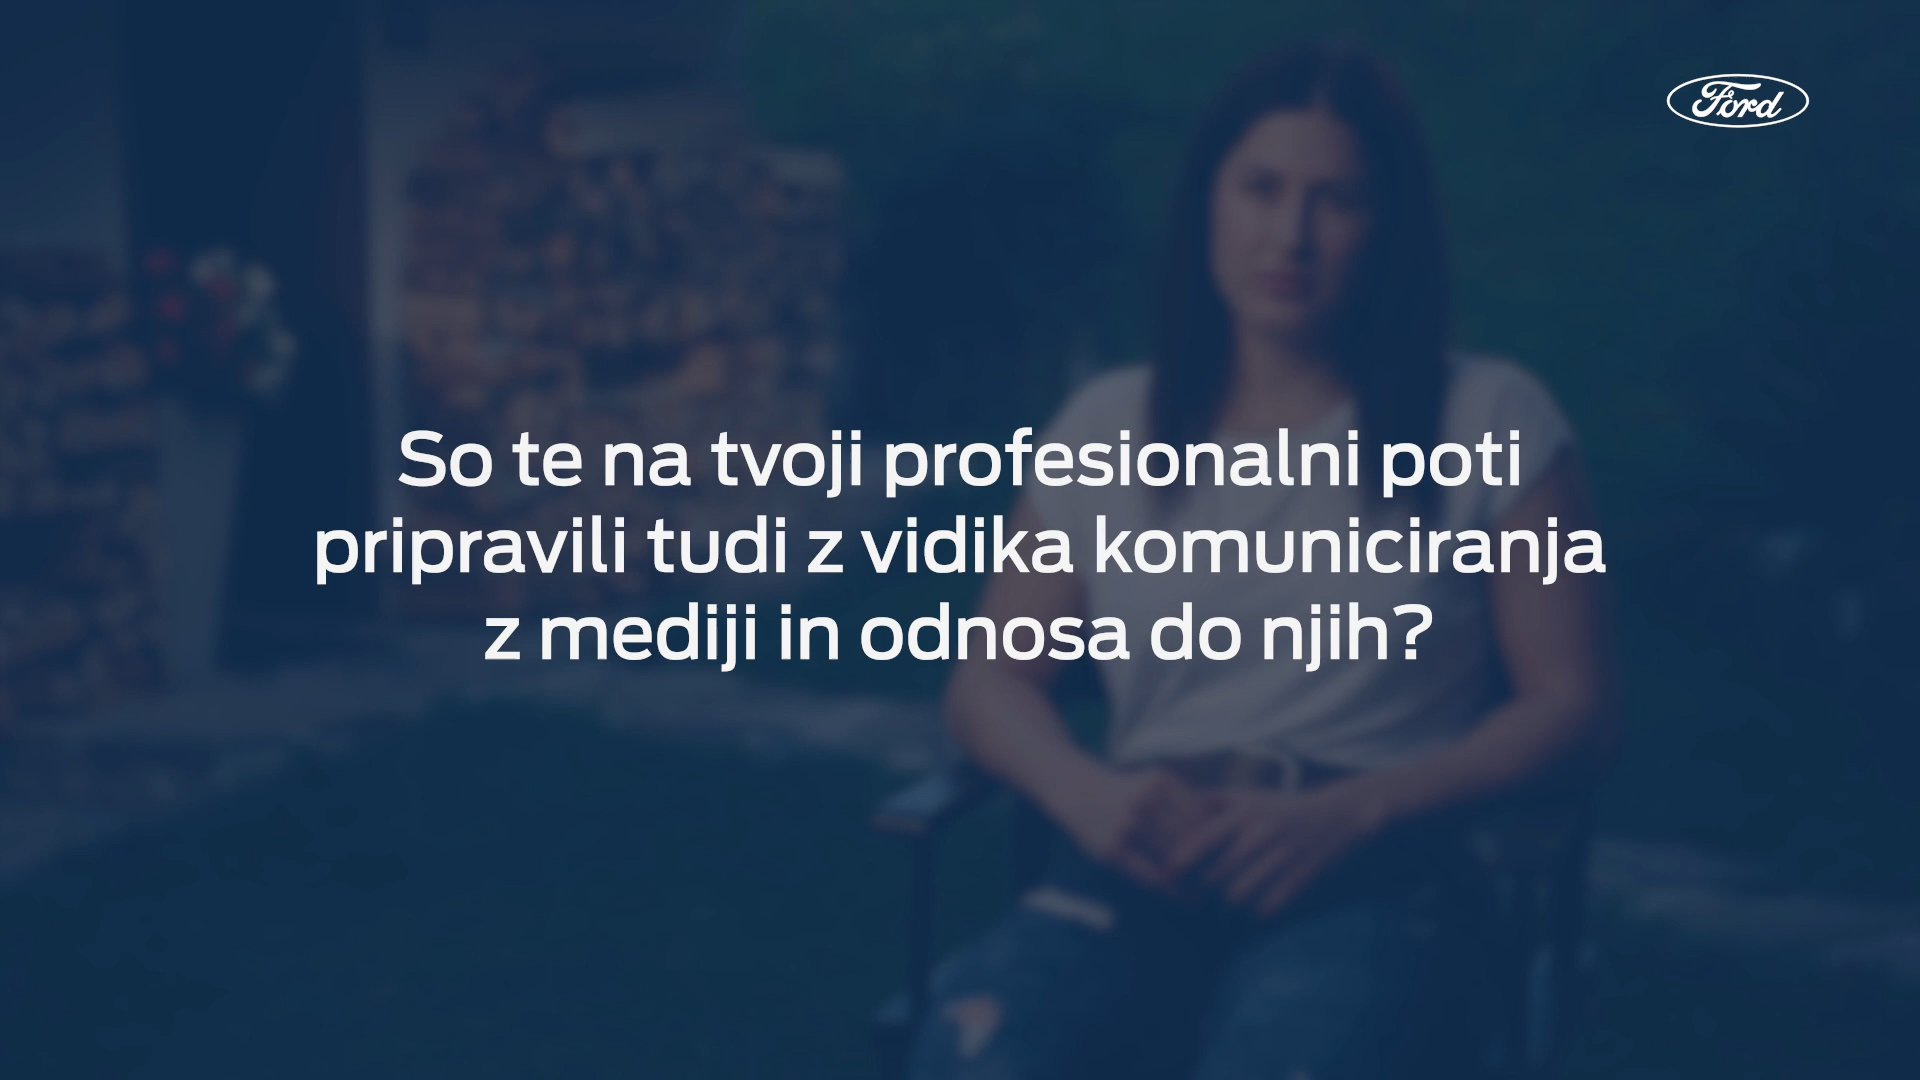 Ford
So te na tvoji profesionalni poti
pripravili tudi z vidika komuniciranja
z mediji in odnosa do njih?